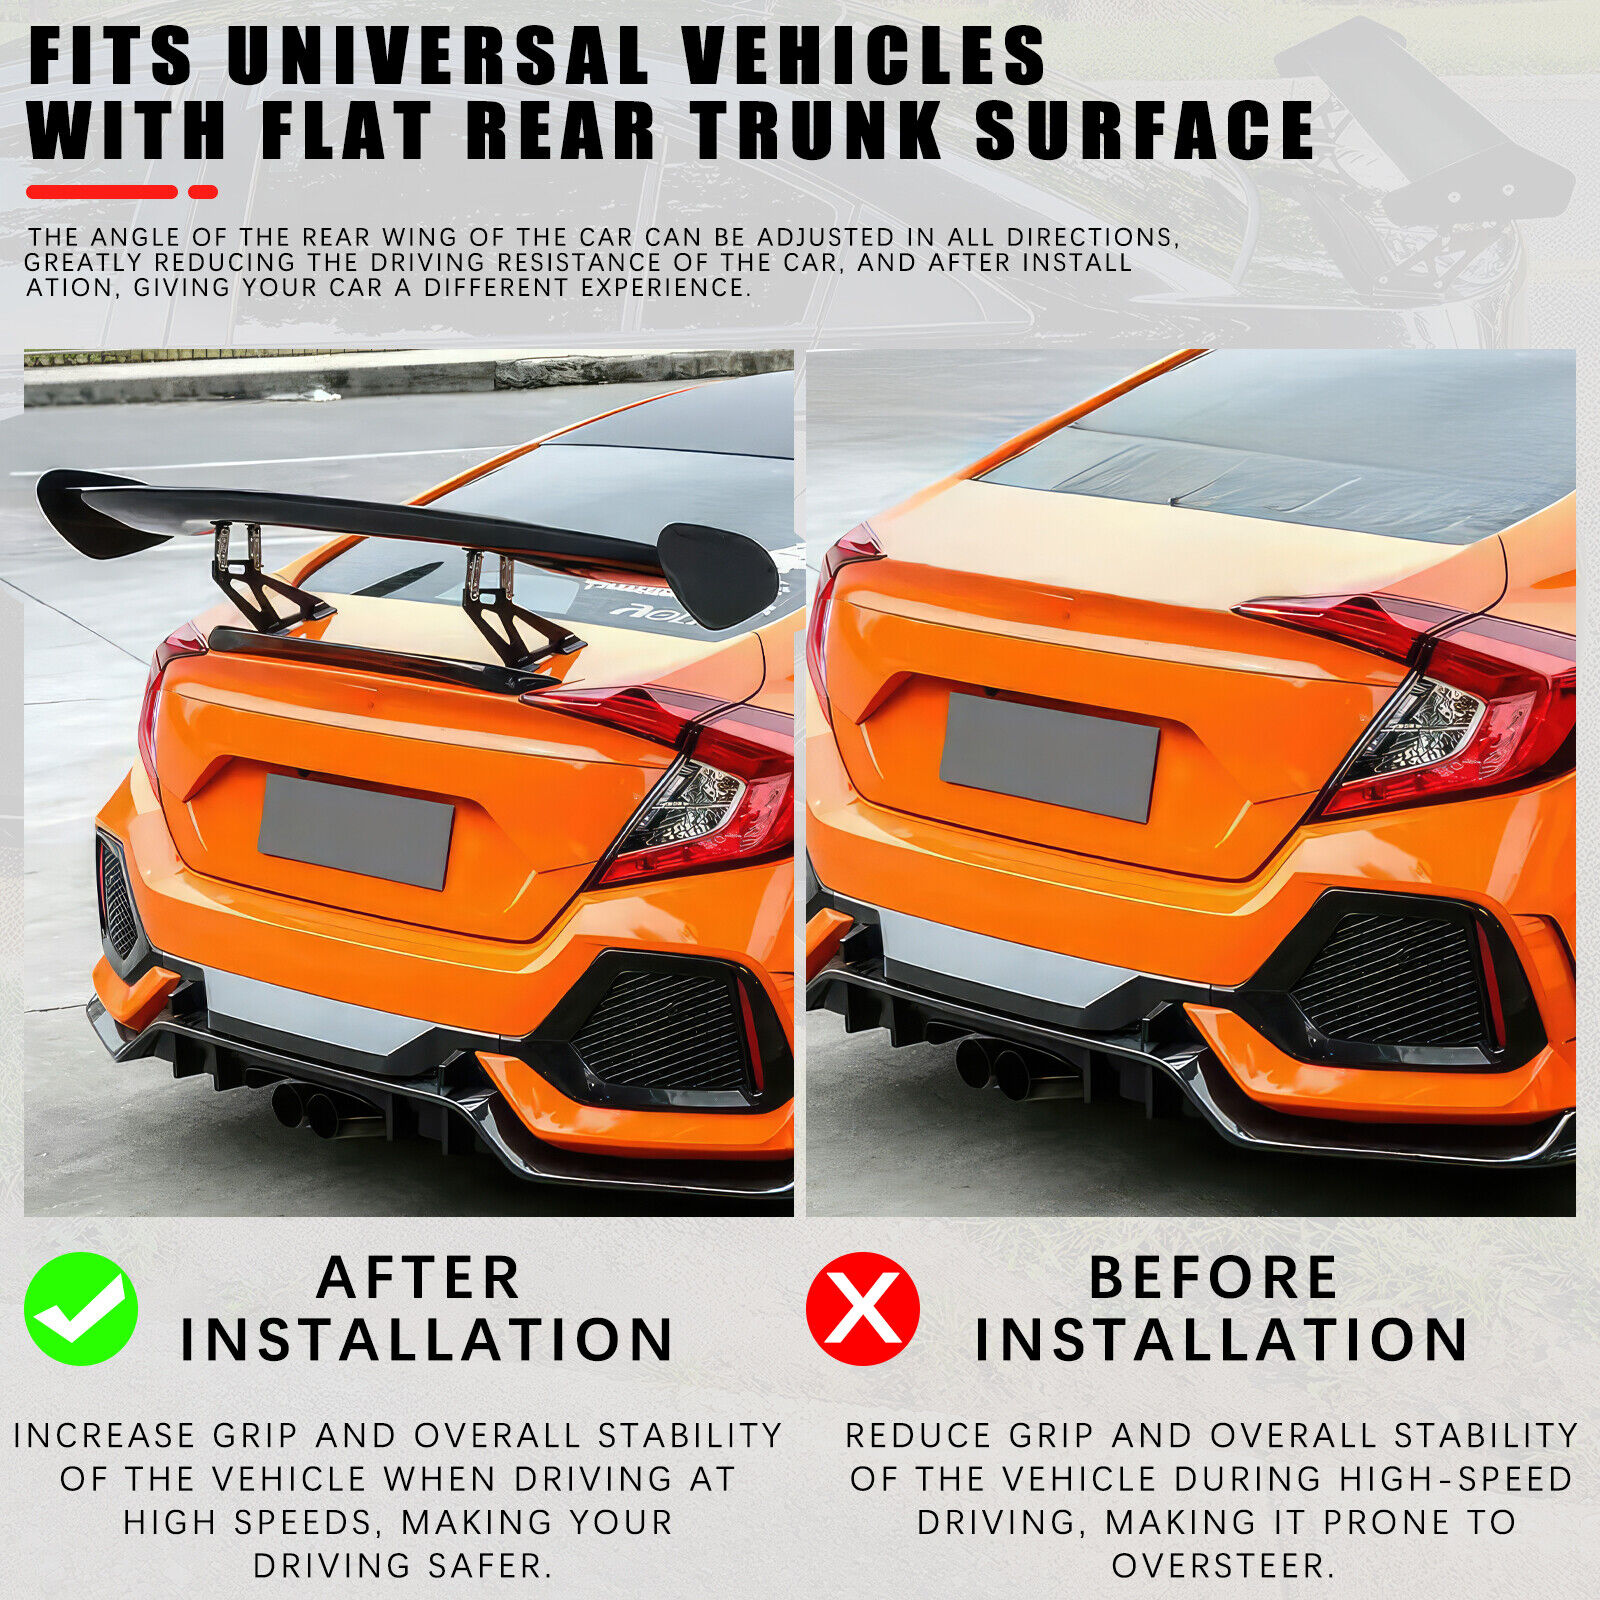 FITS UNIVERSAL VEHICLES
WITH FLAT REAR TRUNK SURFACE
THE ANGLE OF THE REAR WING OF THE CAR CAN BE ADJUSTED IN ALL DIRECTIONS,
GREATLY REDUCING THE DRIVING RESISTANCE OF THE CAR, AND AFTER INSTALL
ATION, GIVING YOUR CAR A DIFFERENT EXPERIENCE.
AFTER
INSTALLATION
BEFORE
INSTALLATION
INCREASE GRIP AND OVERALL STABILITY
OF THE VEHICLE WHEN DRIVING AT
HIGH SPEEDS, MAKING YOUR
DRIVING SAFER.
REDUCE GRIP AND OVERALL STABILITY
OF THE VEHICLE DURING HIGH-SPEED
DRIVING, MAKING IT PRONE TO
OVERSTEER.